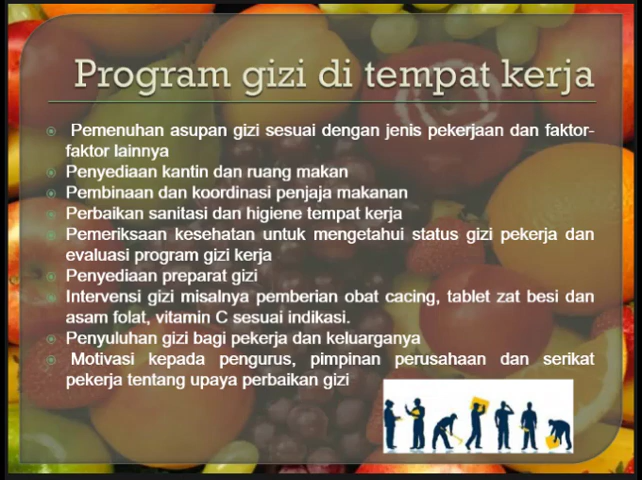 Program gizi di tempat kerja
Pemenuhan asupan gizi sesuai dengan jenis pekerjaan dan faktor-
faktor lainnya
Penyediaan kantin dan ruang makan
Pembinaan dan koordinasi penjaja makanan
Perbaikan sanitasi dan higiene tempat kerja
Pemeriksaan kesehatan untuk mengetahui status gizi pekerja dan
evaluasi program gizi kerja
Penyediaan preparat gizi
Intervensi gizi misalnya pemberian obat cacing, tablet zat besi dan
asam folat, vitamin C sesuai indikasi.
Penyuluhan gizi bagi pekerja dan keluarganya
Motivasi kepada pengurus, pimpinan perusahaan dan serikat
pekerja tentang upaya perbaikan gizi